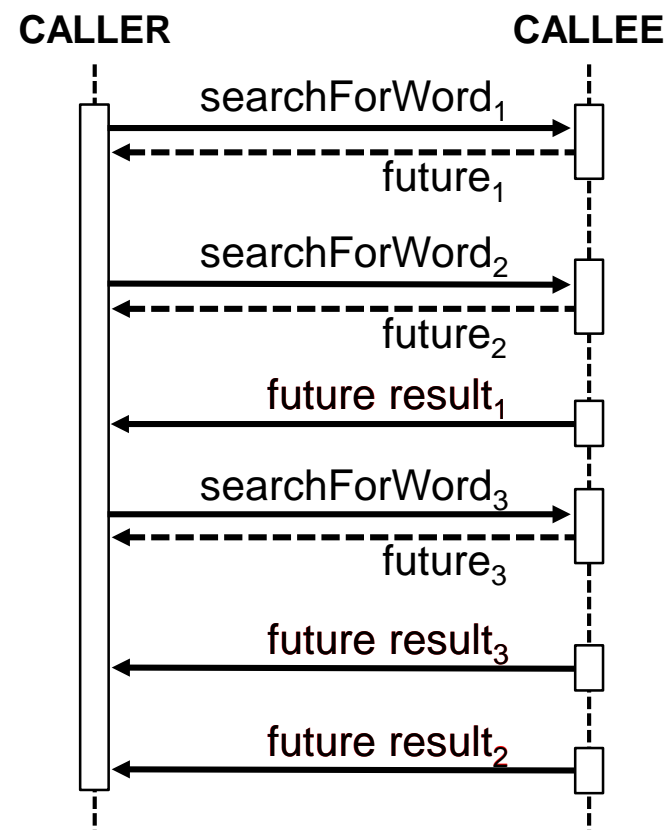 CALLER CALLEE
searchForWord₁
future₁
searchForWord₂
future₂
future result₁
searchForWord₃
future₃
future result₃
future result₂